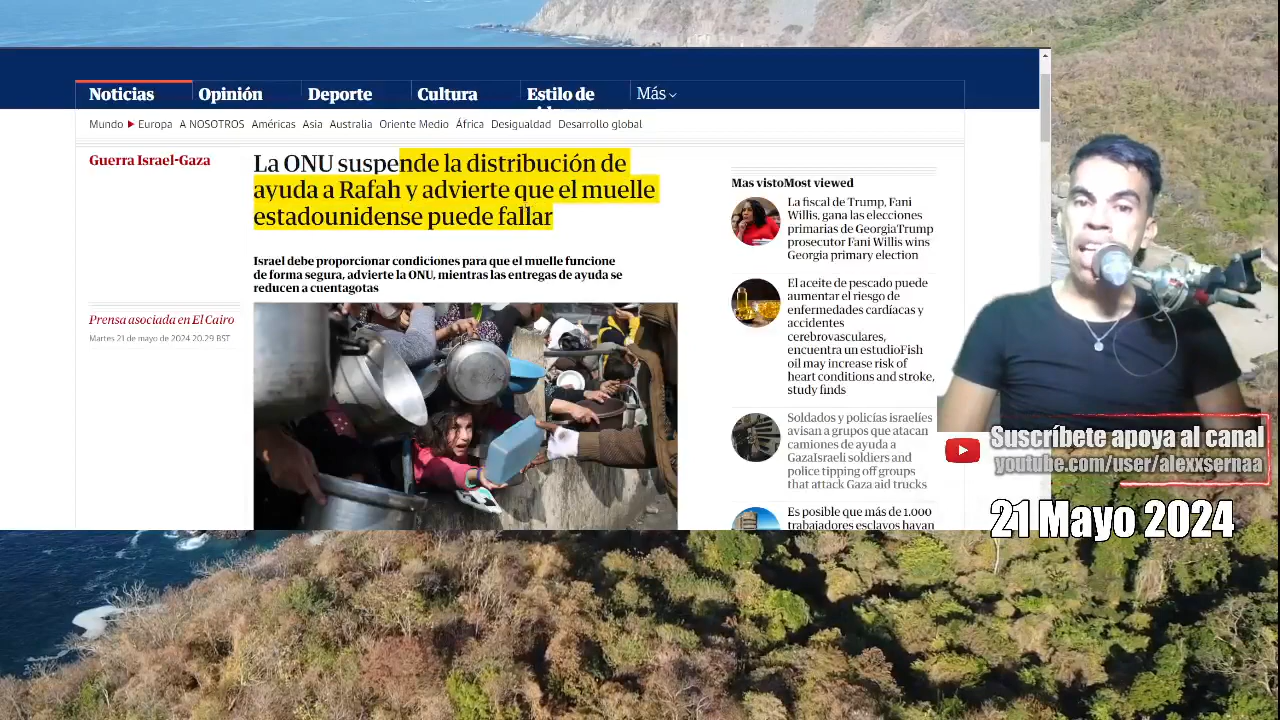 Noticias
Opinión
Deporte
Cultura
Estilo de
Más
Mundo
Europa
A NOSOTROS
Américas
Asia
Australia
Oriente Medio
África
Desigualdad
Desarrollo global
Guerra Israel-Gaza
La ONU suspende la distribución de
ayuda a Rafah y advierte que el muelle
estadounidense puede fallar
Israel debe proporcionar condiciones para que el muelle funcione
de forma segura, advierte la ONU, mientras las entregas de ayuda se
reducen a cuentagotas
Prensa asociada en El Cairo
Martes 21 de mayo de 2024 20.29 BST
Mas vistoMost viewed
La fiscal de Trump, Fani
Willis, gana las elecciones
primarias de GeorgiaTrump
prosecutor Fani Willis wins
Georgia primary election
El aceite de pescado puede
aumentar el riesgo de
enfermedades cardíacas y
accidentes
cerebrovasculares,
encuentra un estudioFish
oil may increase risk of
heart conditions and stroke,
study finds
Soldados y policías israelíes
avisan a grupos que atacan
camiones de ayuda a
GazaIsraeli soldiers and
police tipping off groups
that attack Gaza aid trucks
Es posible que más de 1.000
trabajadores esclavos hayan
Suscríbete apoya al canal
youtube.com/user/alexxsernaa
21 Mayo 2024